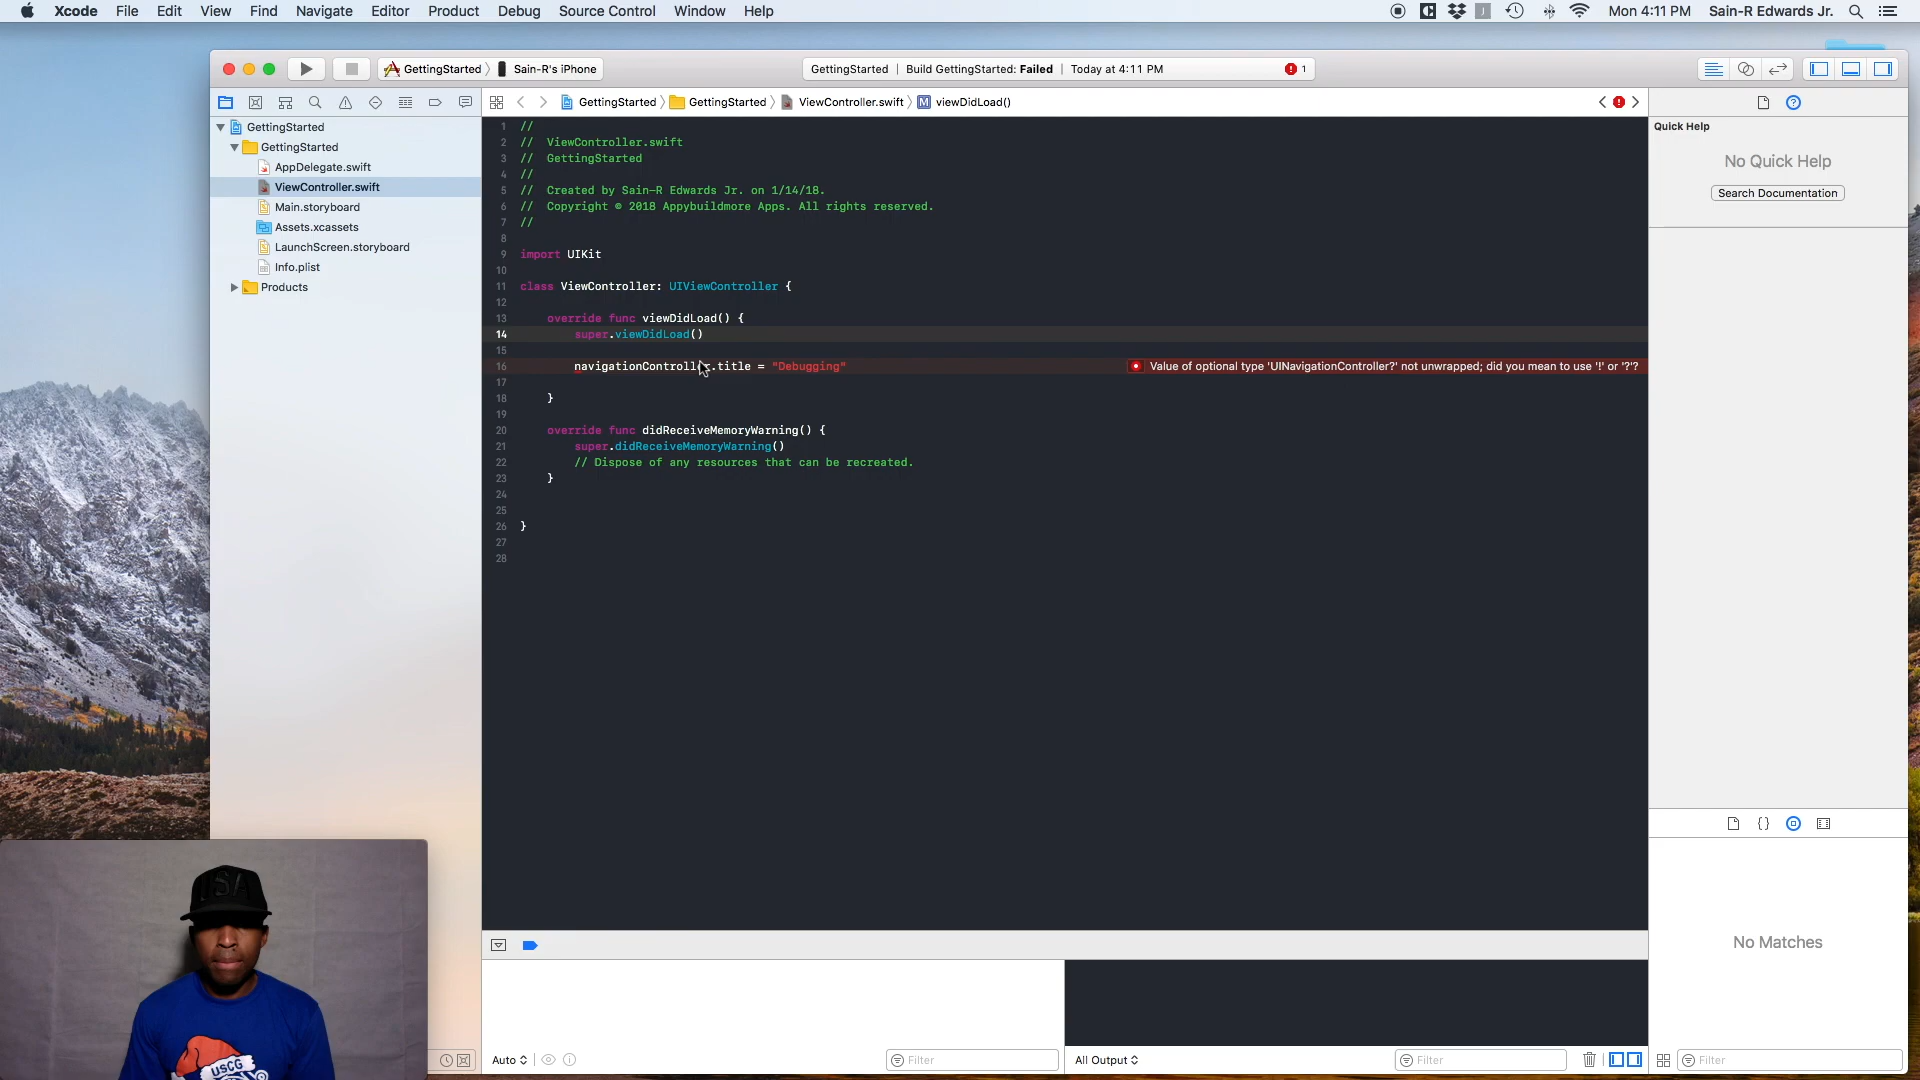 Xcode File Edit View Find Navigate Editor Product Debug Source Control Window Help Mon 4:11 PM Sain-R Edwards Jr.
GettingStarted Sain-R's iPhone GettingStarted | Build GettingStarted: Failed | Today at 4:11 PM 1
GettingStarted GettingStarted ViewController.swift M viewDidLoad()
GettingStarted
GettingStarted
AppDelegate.swift
ViewController.swift
Main.storyboard
Assets.xcassets
LaunchScreen.storyboard
Info.plist
Products
1 //
2 // ViewController.swift
3 // GettingStarted
4 //
5 // Created by Sain-R Edwards Jr. on 1/14/18.
6 // Copyright © 2018 Appybuildmore Apps. All rights reserved.
7 //
8
9 import UIKit
10
11 class ViewController: UIViewController {
12
13 override func viewDidLoad() {
14 super.viewDidLoad()
15
16 navigationController.title = "Debugging" Value of optional type 'UINavigationController?' not unwrapped; did you mean to use '!' or '?'?
17
18 }
19
20 override func didReceiveMemoryWarning() {
21 super.didReceiveMemoryWarning()
22 // Dispose of any resources that can be recreated.
23 }
24
25
26 }
27
28
Quick Help
No Quick Help
Search Documentation
No Matches
Auto Filter All Output Filter Filter
USA
USCG